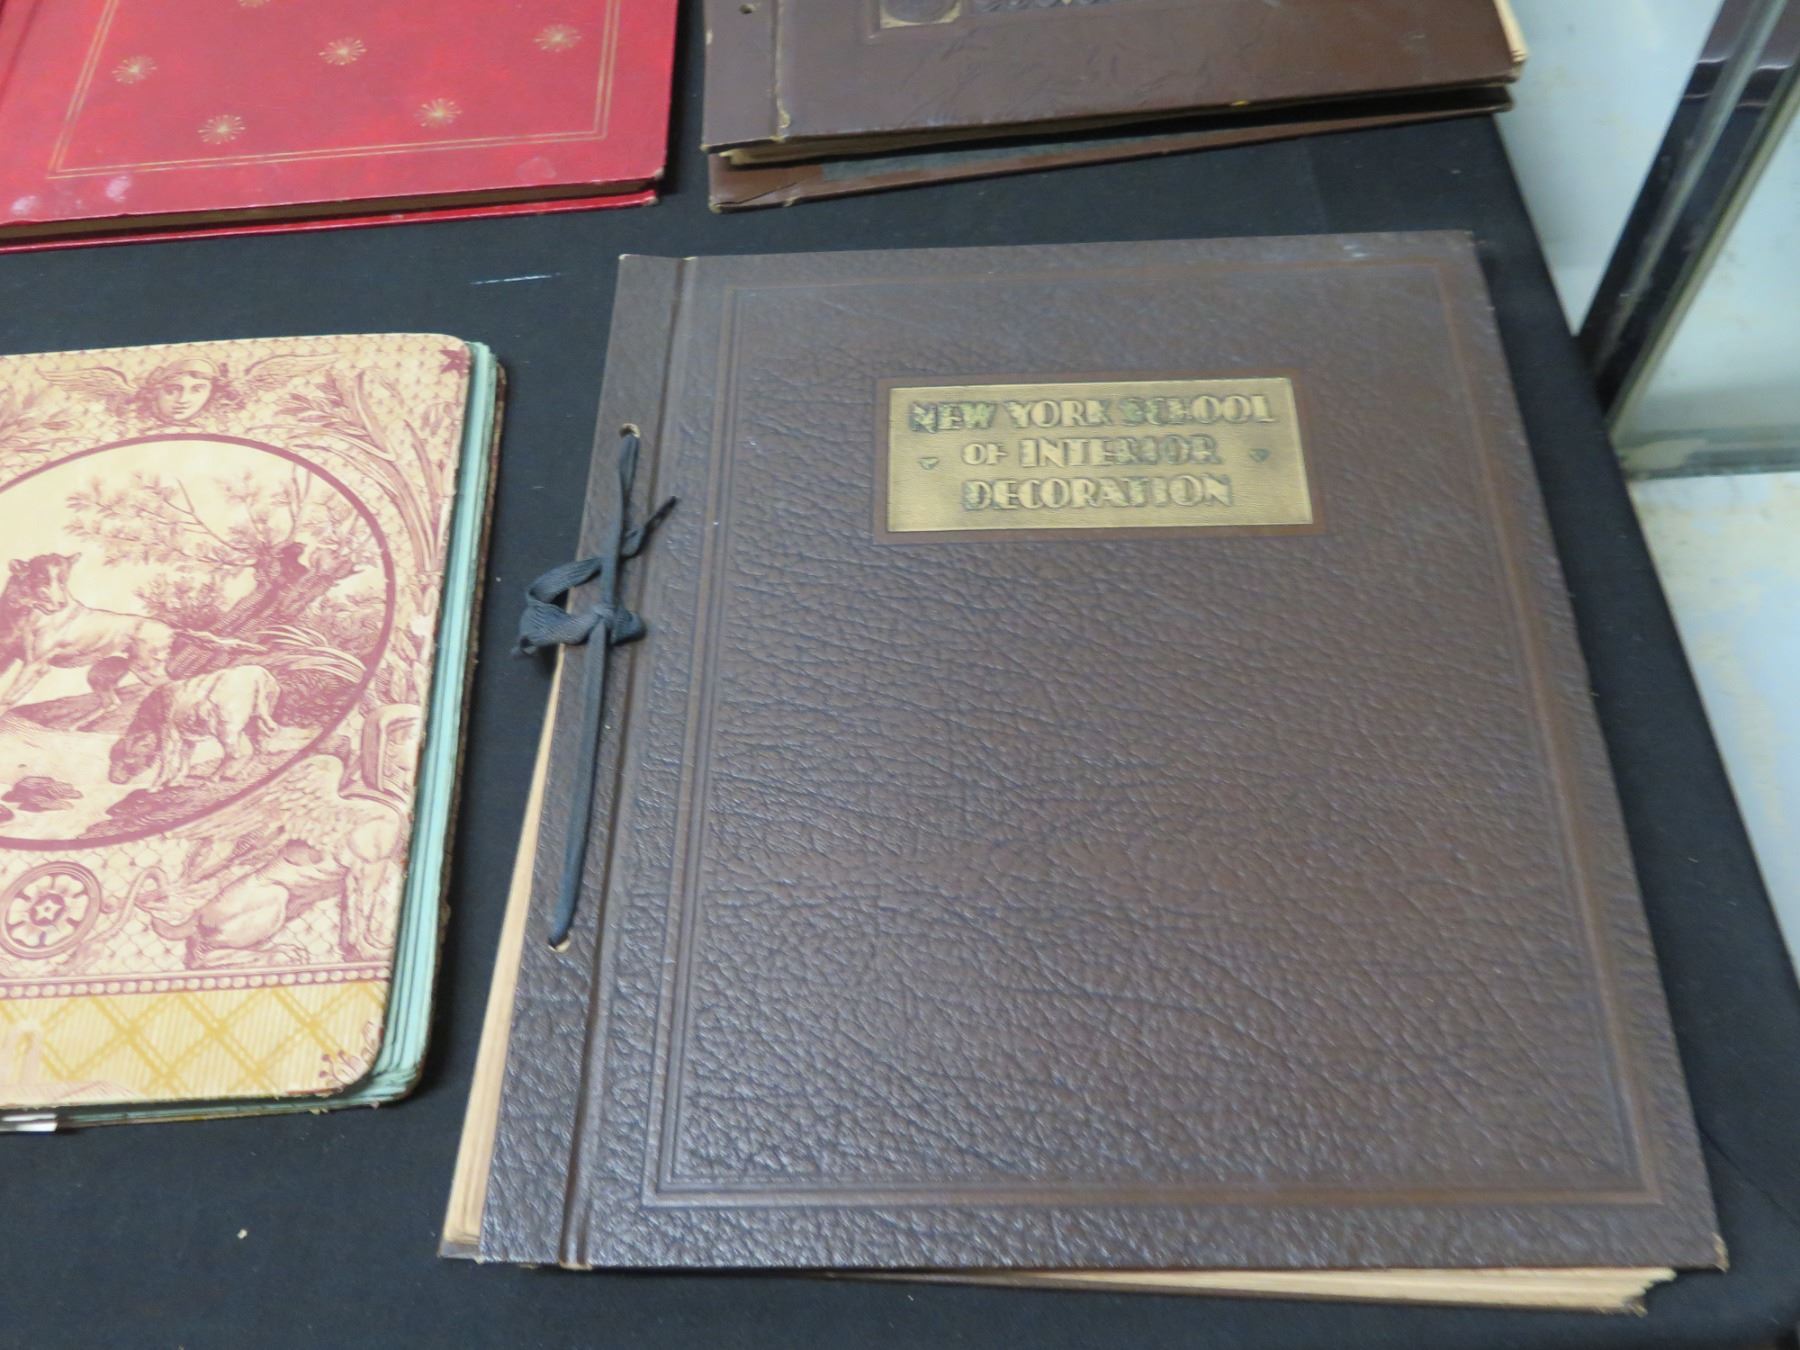 NEW YORK SCHOOL
OF INTERIOR
DECORATION